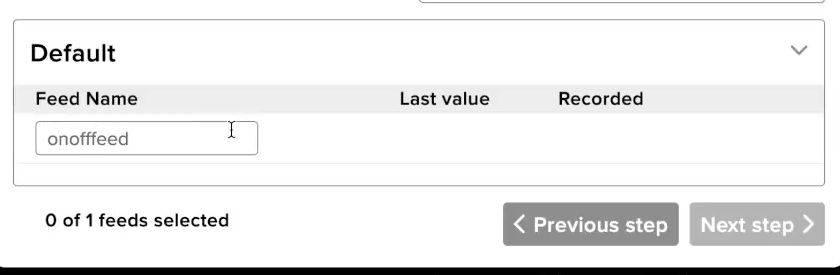 Default
Feed Name Last value Recorded
onofffeed
0 of 1 feeds selected Previous step Next step